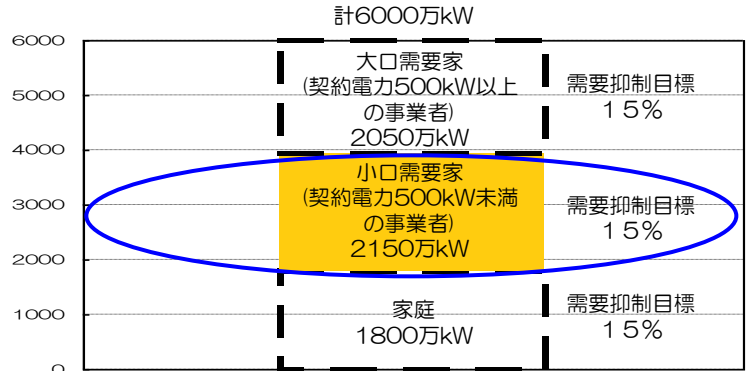 計6000万kW
6000
5000
4000
3000
2000
1000
0
大口需要家
(契約電力500kW以上
の事業者)
2050万kW
需要抑制目標
15%
小口需要家
(契約電力500kW未満
の事業者)
2150万kW
需要抑制目標
15%
家庭
1800万kW
需要抑制目標
15%